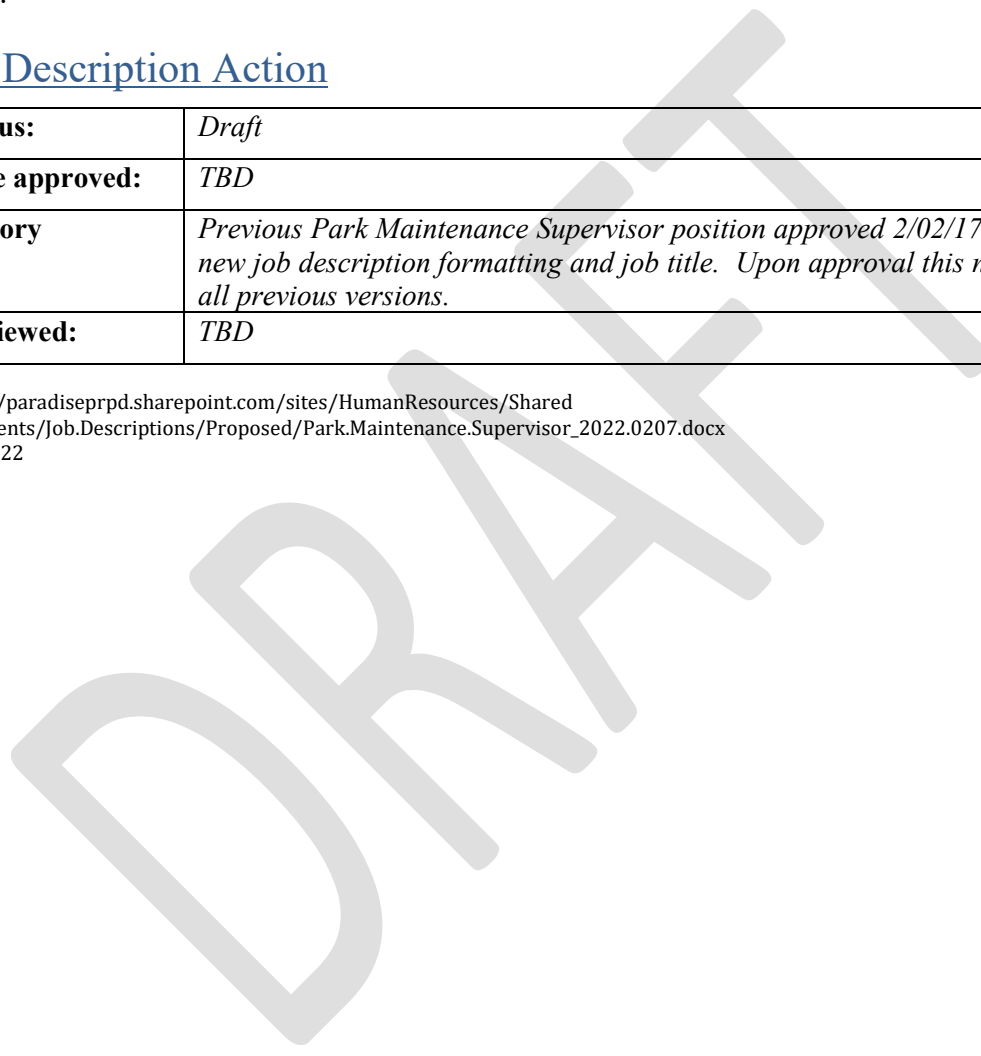 Description Action
us: Draft
e approved: TBD
ory Previous Park Maintenance Supervisor position approved 2/02/17
new job description formatting and job title. Upon approval this
all previous versions.
iewed: TBD
/paradiseprpd.sharepoint.com/sites/HumanResources/Shared
ents/Job.Descriptions/Proposed/Park.Maintenance.Supervisor_2022.0207.docx
22
DRAFT